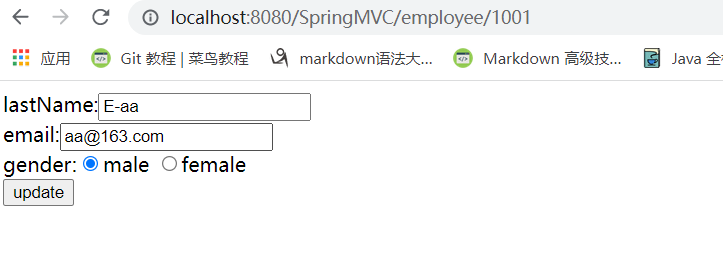 localhost:8080/SpringMVC/employee/1001
应用 Git 教程 | 菜鸟教程 markdown语法大... Markdown 高级技... Java 全
lastName: E-aa
email: aa@163.com
gender: male female
update